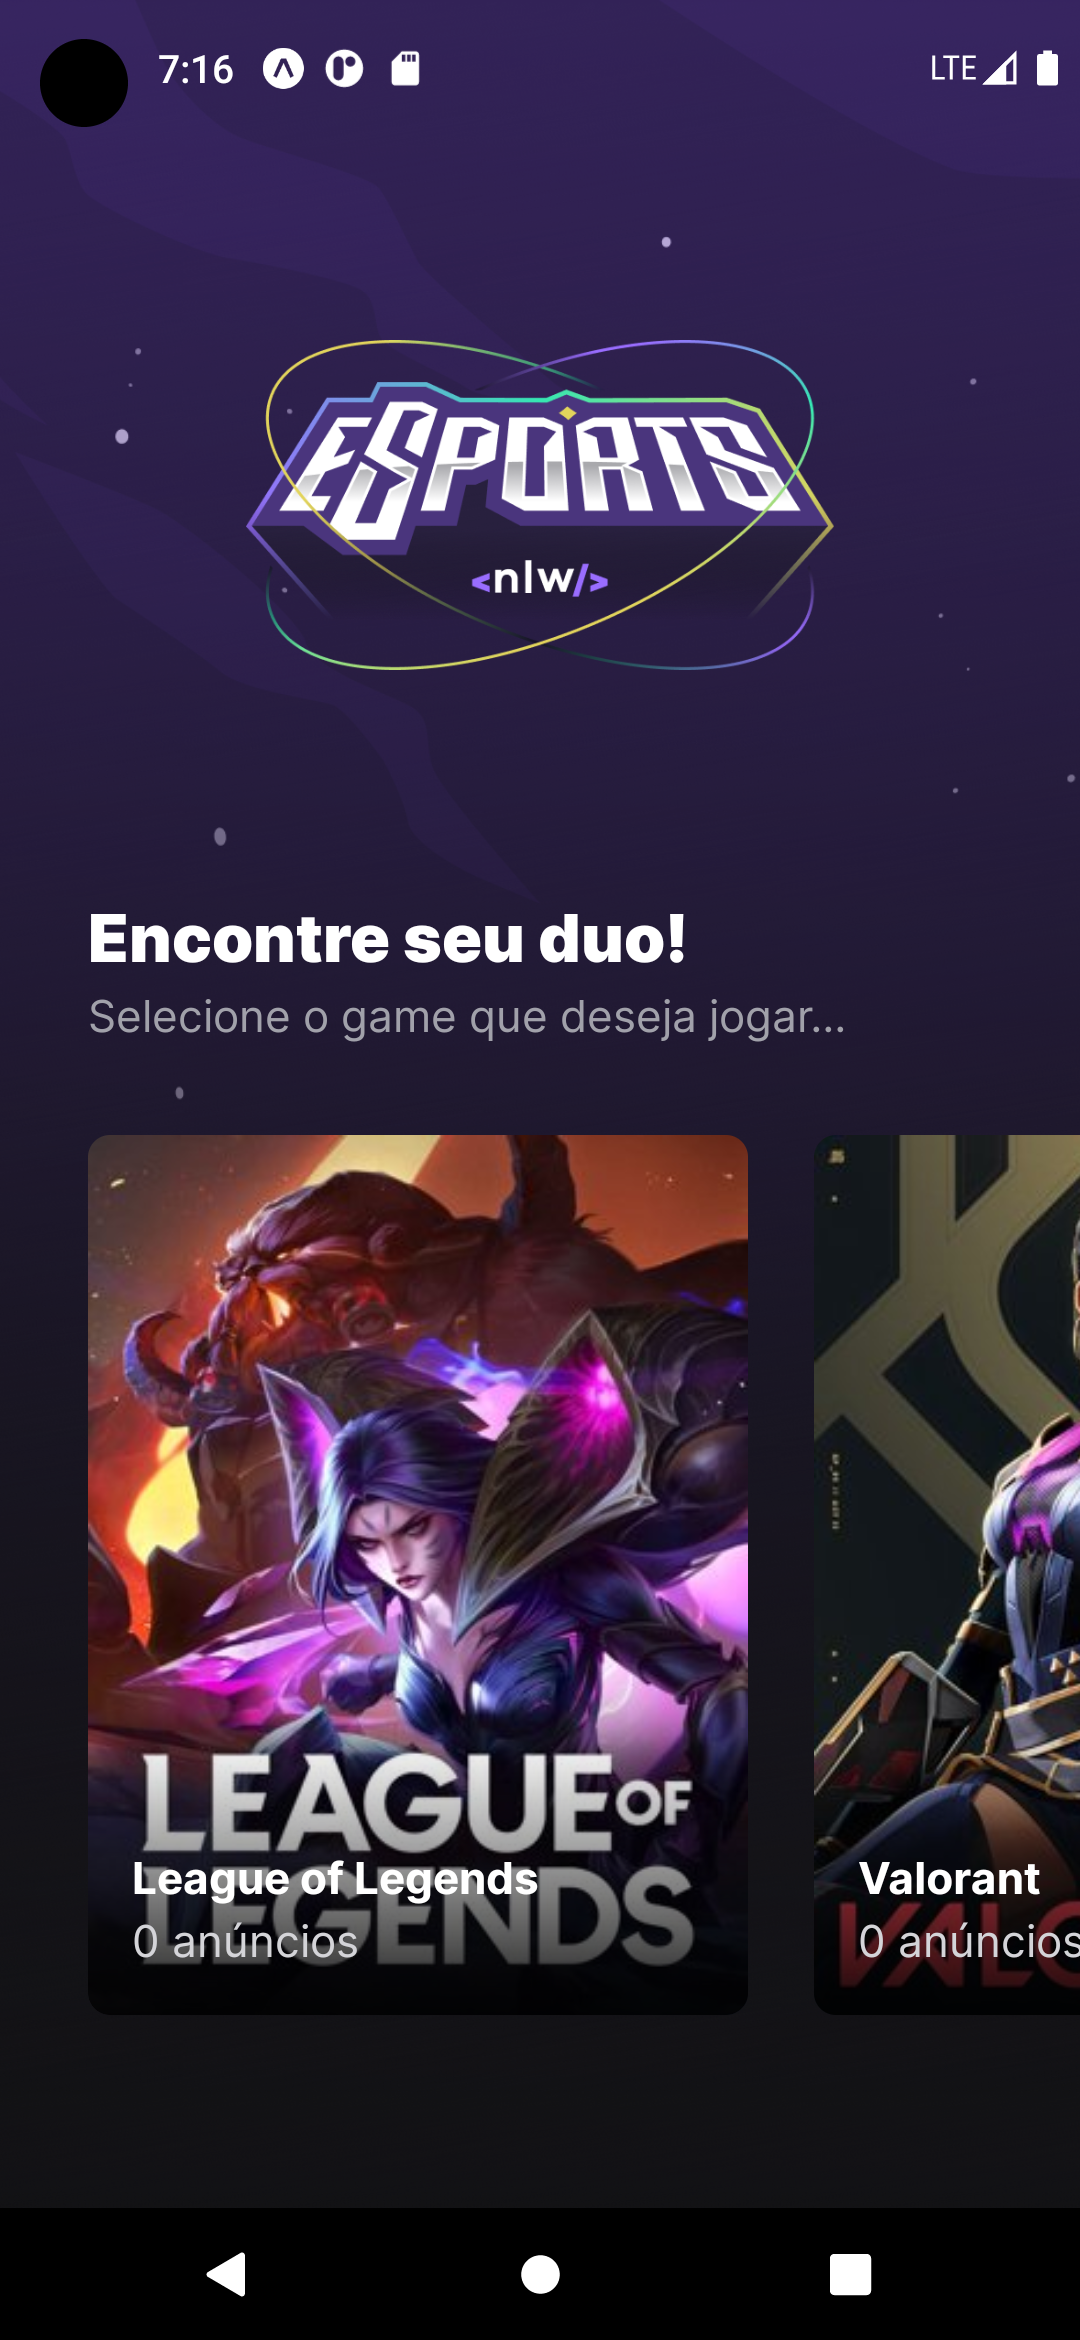 7:16
LTE
ESPORTS
<nlw/>
Encontre seu duo!
Selecione o game que deseja jogar...
LEAGUE OF
LEGENDS
League of Legends
0 anúncios
Valorant
0 anúncios
VALO